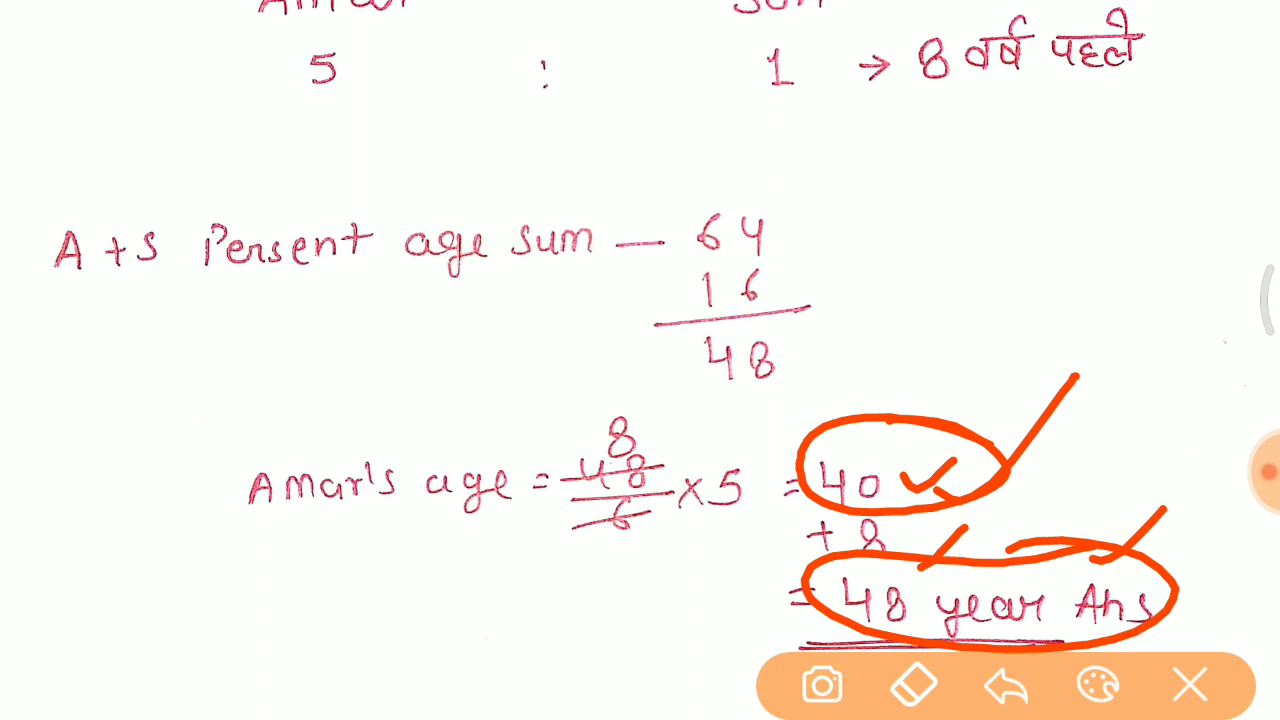 5 : 1 → 8 वर्ष पहले
A + S Persent age sum — 64
16
48
8
Amar's age = 48/6 × 5 = 40
+ 8
= 48 year Ans